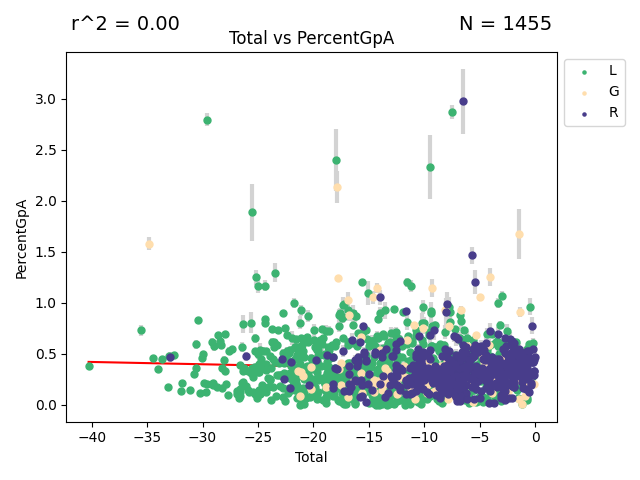 r^2 = 0.00
N = 1455
Total vs PercentGpA
L
G
R
3.0
2.5
2.0
1.5
1.0
0.5
0.0
PercentGpA
−40 −35 −30 −25 −20 −15 −10 −5 0
Total